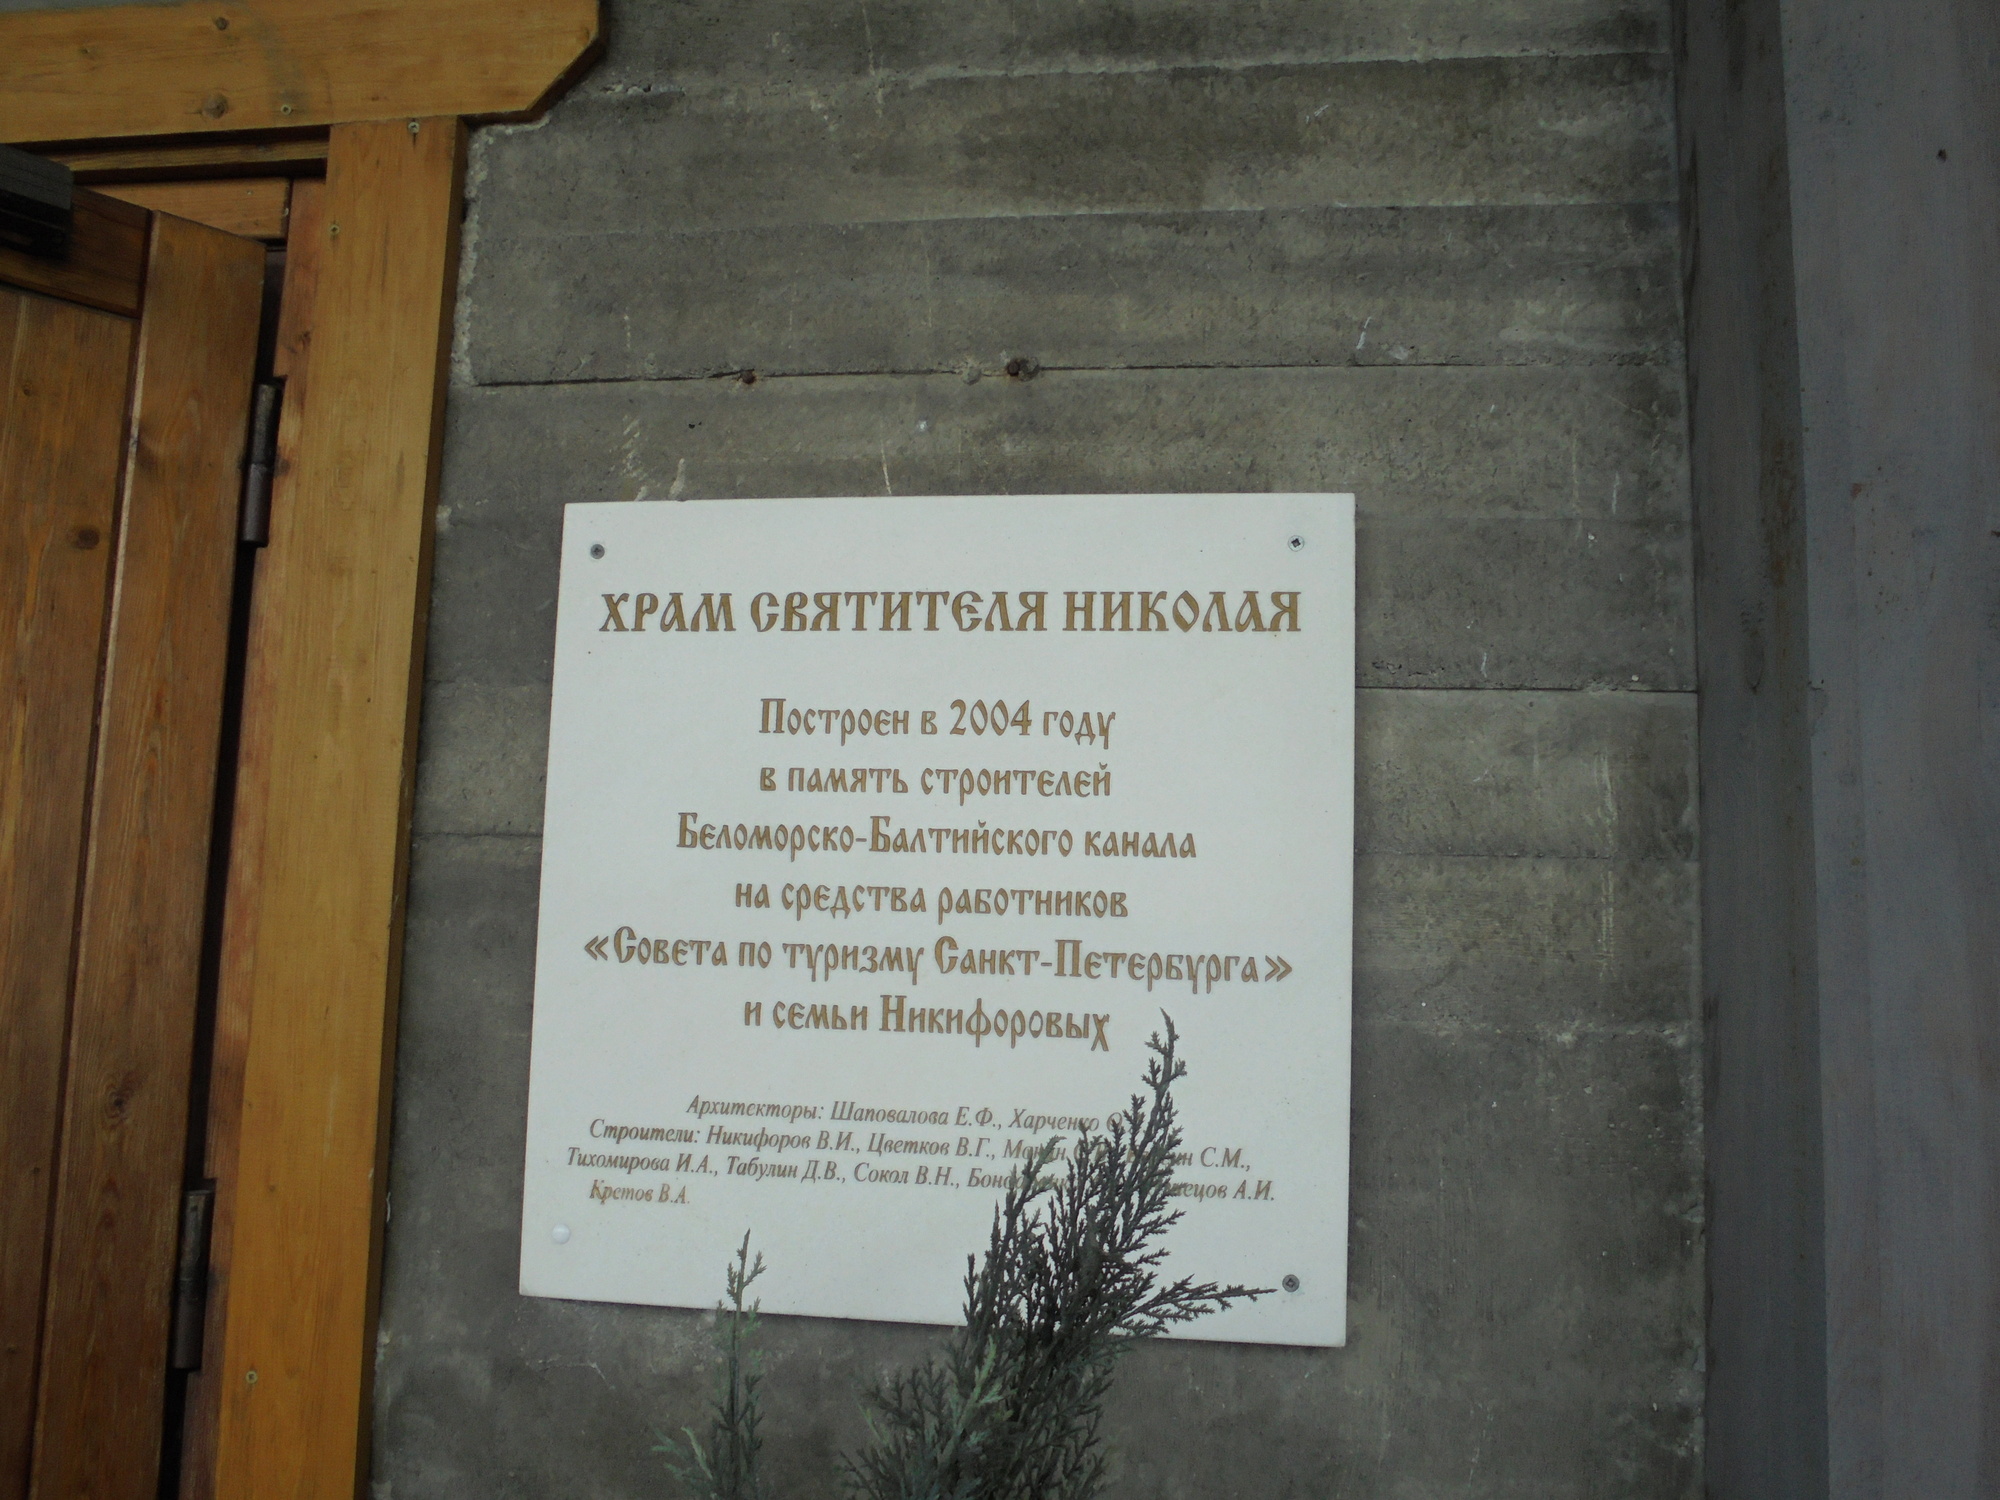 ХРАМ СВЯТИТЕЛЯ НИКОЛАЯ
Построен в 2004 году
в память строителей
Беломорско-Балтийского канала
на средства работников
«Совета по туризму Санкт-Петербурга»
и семьи Никифоровых
Архитекторы: Шаповалова Е.Ф., Харченко
Строители: Никифоров В.И., Цветков В.Г., С.М.,
Тихомирова И.А., Табулин Д.В., Сокол В.Н., А.И.
Кретов В.А.